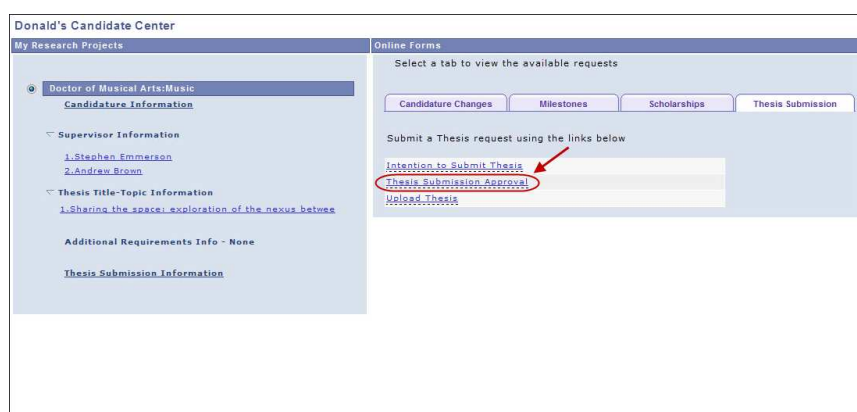 Donald's Candidate Center
My Research Projects
Doctor of Musical Arts:Music
Candidature Information
Supervisor Information
1.Stephen Emmerson
2.Andrew Brown
Thesis Title-Topic Information
1.Sharing the space: exploration of the nexus betwee
Additional Requirements Info - None
Thesis Submission Information
Online Forms
Select a tab to view the available requests
Candidature Changes Milestones Scholarships Thesis Submission
Submit a Thesis request using the links below
Intention to Submit Thesis
Thesis Submission Approval
Upload Thesis